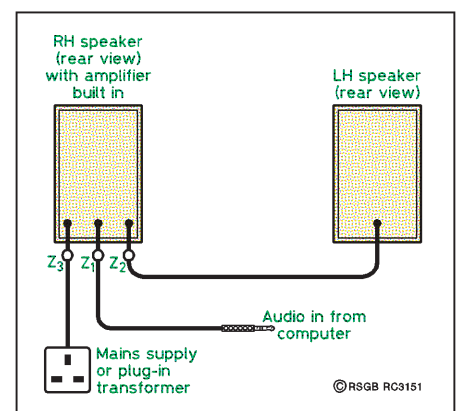 RH speaker
(rear view)
with amplifier
built in
LH speaker
(rear view)
Z3
Z1
Z2
Audio in from
computer
Mains supply
or plug-in
transformer
©RSGB RC3151